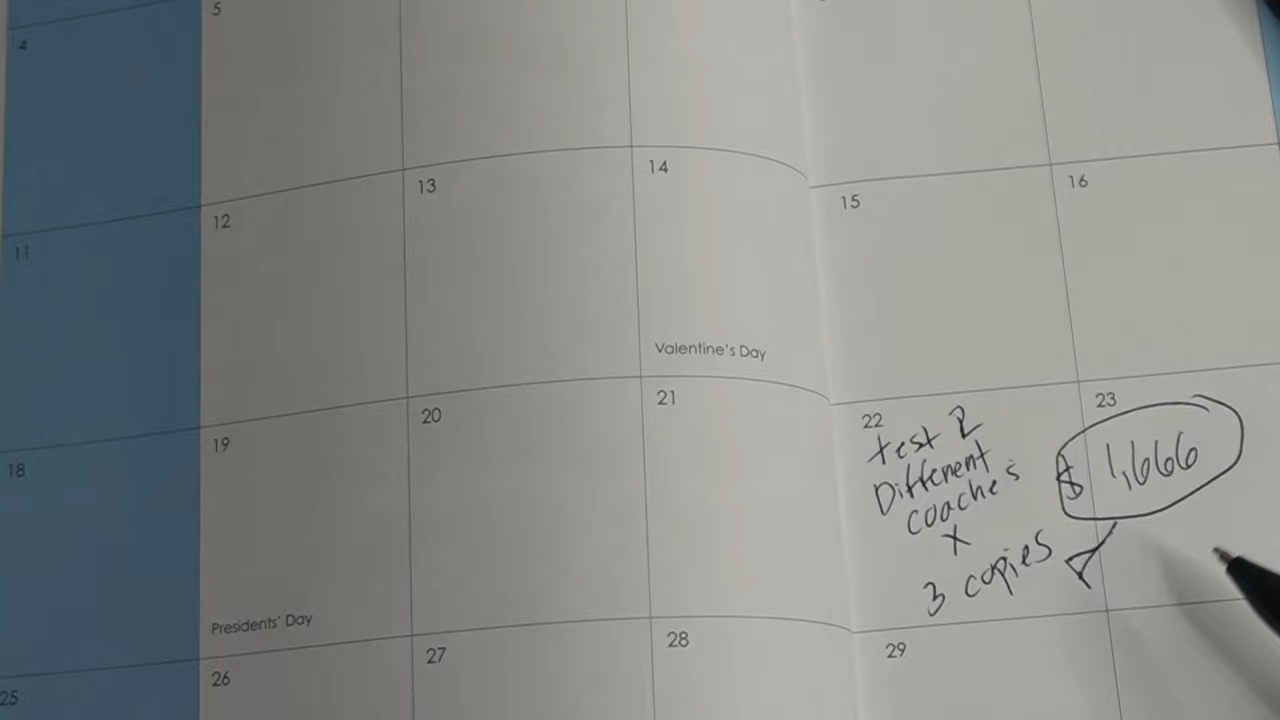 5
4
14
13
16
15
12
11
Valentine's Day
23
21
20
22
19
18
test 2
Different
coaches
x
3 copies
$ 1,666
Presidents' Day
28
29
27
26
25